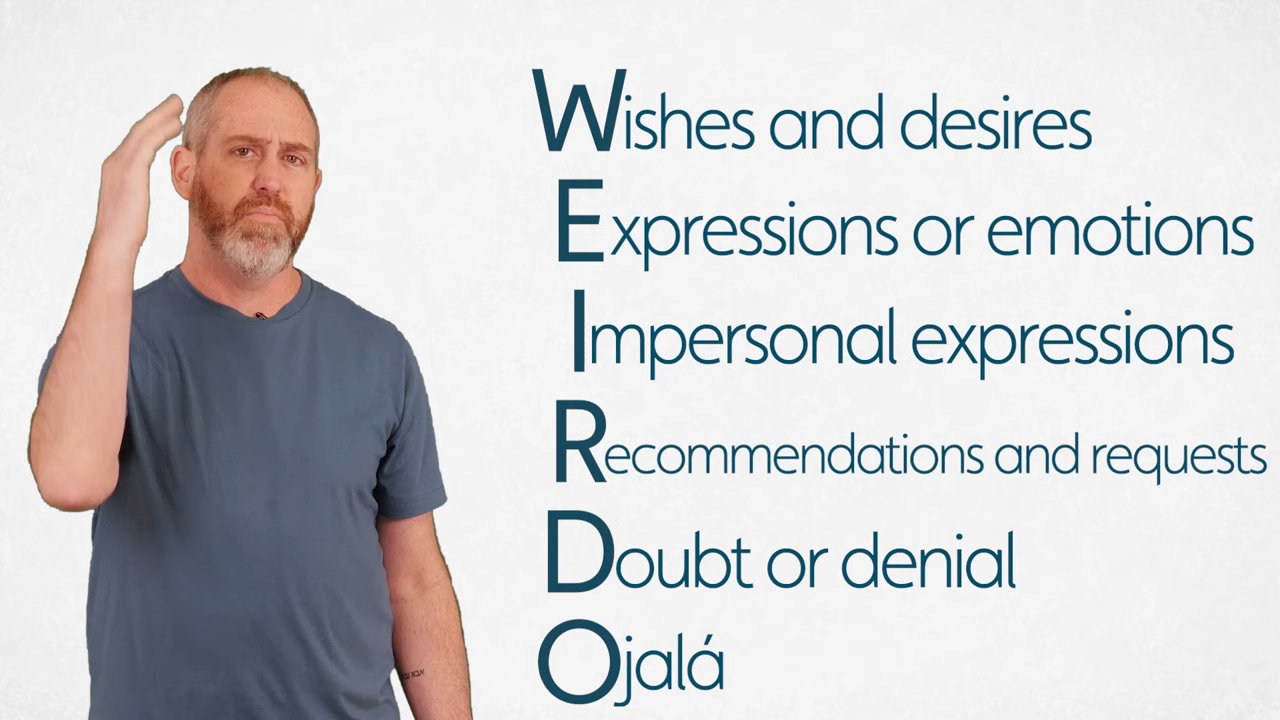 Wishes and desires
Expressions or emotions
Impersonal expressions
Recommendations and requests
Doubt or denial
Ojalá